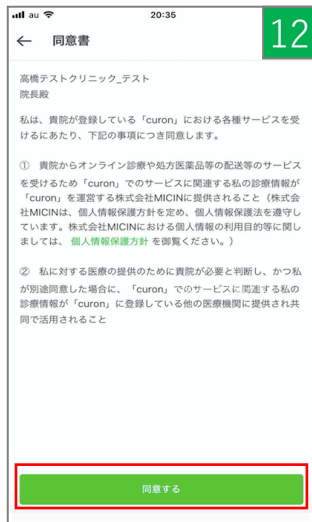 au 20:35
12
← 同意書
高橋テストクリニック_テスト
院長殿
私は、貴院が登録している「curon」における各種サービスを受
けるにあたり、下記の事項につき同意します。
① 貴院からオンライン診療や処方医薬品等の配送等のサービス
を受けるため「curon」でのサービスに関連する私の診療情報が
「curon」を運営する株式会社MICINに提供されること（株式会
社MICINは、個人情報保護方針を定め、個人情報保護法を遵守し
ています。株式会社MICINにおける個人情報の利用目的等に関し
ましては、 個人情報保護方針 を御覧ください。）
② 私に対する医療の提供のために貴院が必要と判断し、かつ私
が別途同意した場合に、「curon」でのサービスに関連する私の
診療情報が「curon」に登録している他の医療機関に提供され共
同で活用されること
同意する